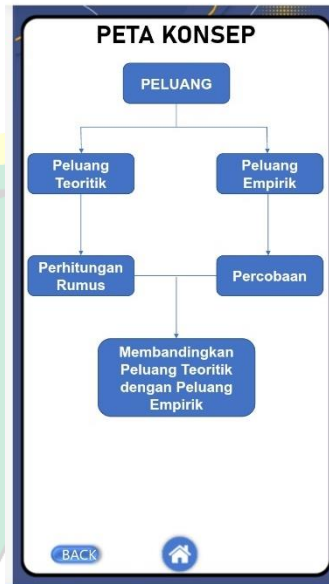 PETA KONSEP
PELUANG
Peluang
Teoritik
Peluang
Empirik
Perhitungan
Rumus
Percobaan
Membandingkan
Peluang Teoritik
dengan Peluang
Empirik
BACK